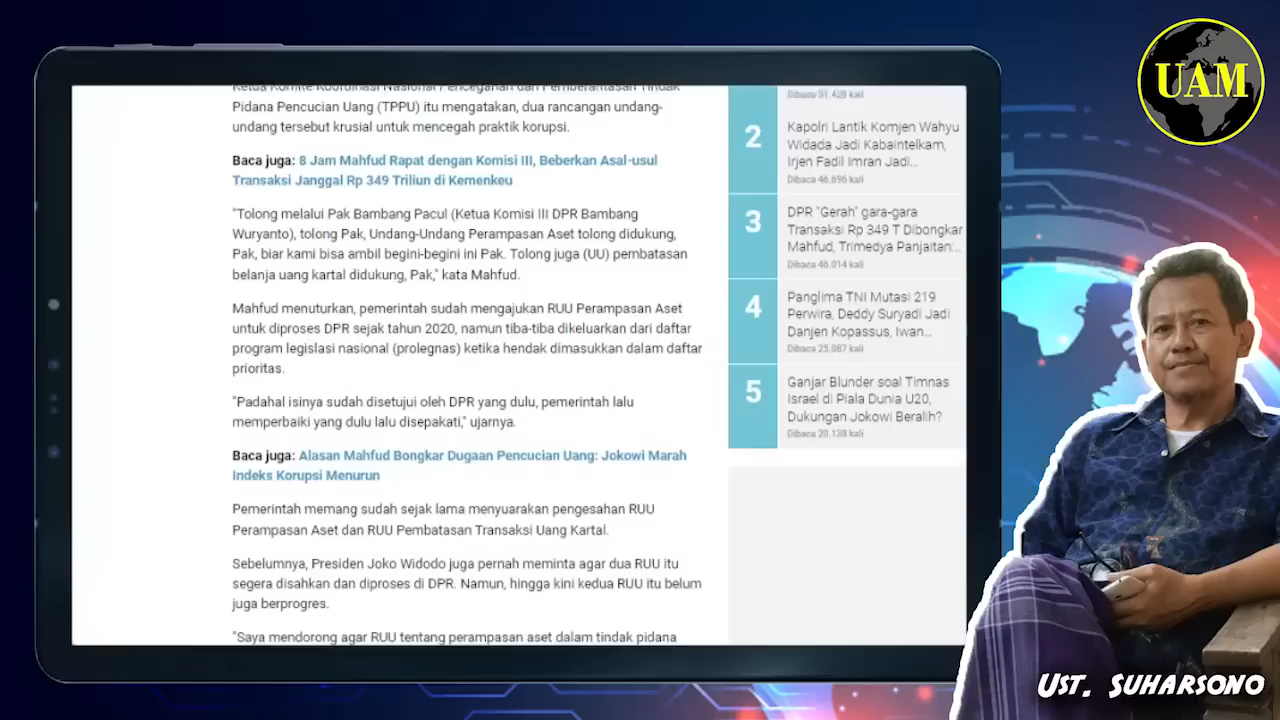 Ketua Komite Koordinasi Nasional Pencegahan dan Pemberantasan Tindak
Pidana Pencucian Uang (TPPU) itu mengatakan, dua rancangan undang-
undang tersebut krusial untuk mencegah praktik korupsi.
Baca juga: 8 Jam Mahfud Rapat dengan Komisi III, Beberkan Asal-usul
Transaksi Janggal Rp 349 Triliun di Kemenkeu
"Tolong melalui Pak Bambang Pacul (Ketua Komisi III DPR Bambang
Wuryanto), tolong Pak, Undang-Undang Perampasan Aset tolong didukung,
Pak, biar kami bisa ambil begini-begini ini Pak. Tolong juga (UU) pembatasan
belanja uang kartal didukung, Pak," kata Mahfud.
Mahfud menuturkan, pemerintah sudah mengajukan RUU Perampasan Aset
untuk diproses DPR sejak tahun 2020, namun tiba-tiba dikeluarkan dari daftar
program legislasi nasional (prolegnas) ketika hendak dimasukkan dalam daftar
prioritas.
"Padahal isinya sudah disetujui oleh DPR yang dulu, pemerintah lalu
memperbaiki yang dulu lalu disepakati," ujarnya.
Baca juga: Alasan Mahfud Bongkar Dugaan Pencucian Uang: Jokowi Marah
Indeks Korupsi Menurun
Pemerintah memang sudah sejak lama menyuarakan pengesahan RUU
Perampasan Aset dan RUU Pembatasan Transaksi Uang Kartal.
Sebelumnya, Presiden Joko Widodo juga pernah meminta agar dua RUU itu
segera disahkan dan diproses di DPR. Namun, hingga kini kedua RUU itu belum
juga berprogres.
"Saya mendorong agar RUU tentang perampasan aset dalam tindak pidana
Dibaca 51.428 kali
2
Kapolri Lantik Komjen Wahyu
Widada Jadi Kabaintelkam,
Irjen Fadil Imran Jadi...
Dibaca 46.696 kali
3
DPR "Gerah" gara-gara
Transaksi Rp 349 T Dibongkar
Mahfud, Trimedya Panjaitan:...
Dibaca 46.014 kali
4
Panglima TNI Mutasi 219
Perwira, Deddy Suryadi Jadi
Danjen Kopassus, Iwan...
Dibaca 25.087 kali
5
Ganjar Blunder soal Timnas
Israel di Piala Dunia U20,
Dukungan Jokowi Beralih?
Dibaca 20.138 kali
UAM
UST. SUHARSONO